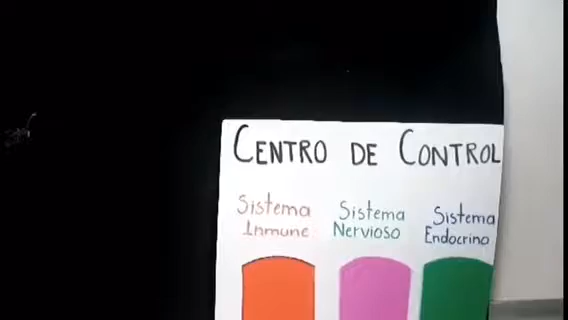 CENTRO DE CONTROL
Sistema Inmune
Sistema Nervioso
Sistema Endocrino